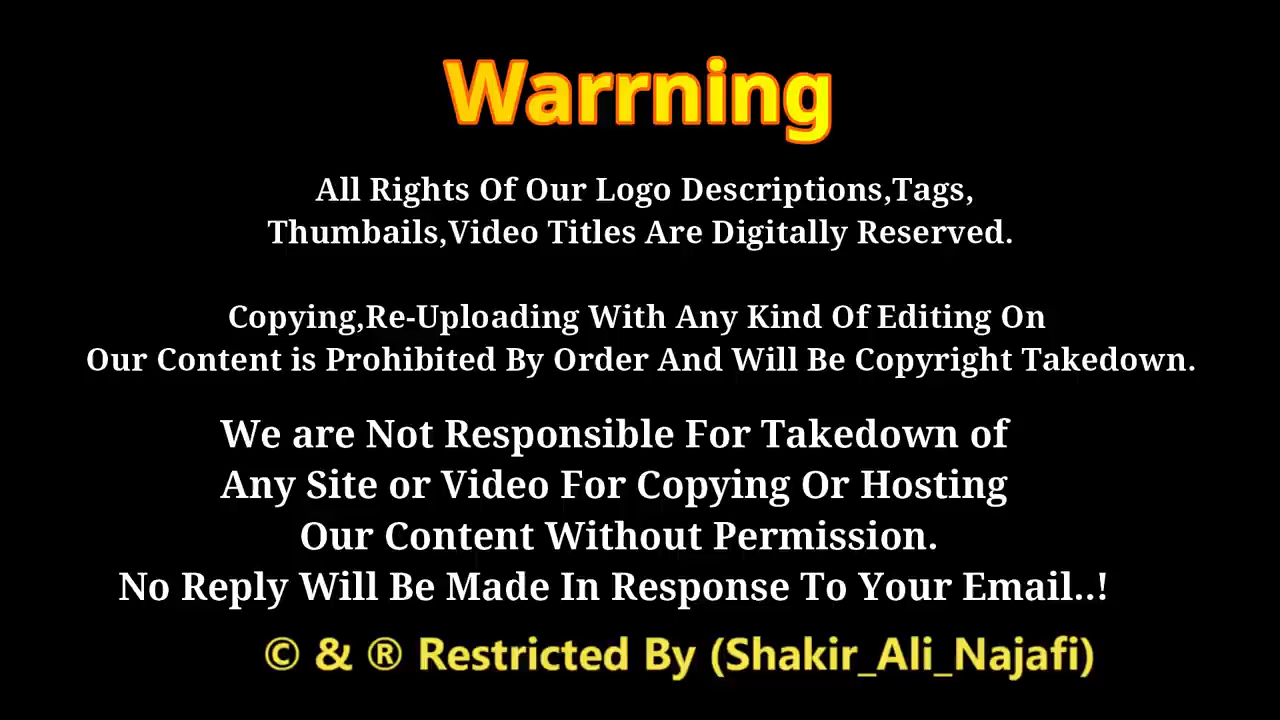 Warrning
All Rights Of Our Logo Descriptions,Tags,
Thumbails,Video Titles Are Digitally Reserved.
Copying,Re-Uploading With Any Kind Of Editing On
Our Content is Prohibited By Order And Will Be Copyright Takedown.
We are Not Responsible For Takedown of
Any Site or Video For Copying Or Hosting
Our Content Without Permission.
No Reply Will Be Made In Response To Your Email..!
© & ® Restricted By (Shakir_Ali_Najafi)